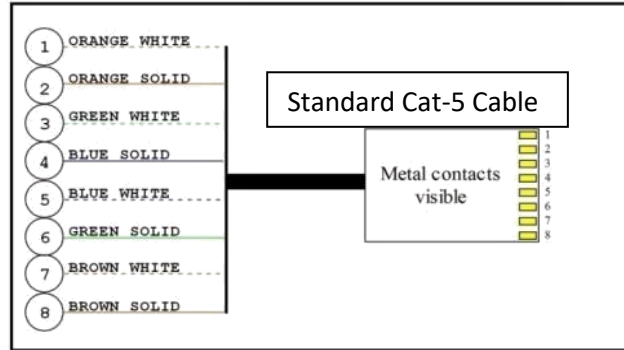 1 ORANGE WHITE
2 ORANGE SOLID
3 GREEN WHITE
4 BLUE SOLID
5 BLUE WHITE
6 GREEN SOLID
7 BROWN WHITE
8 BROWN SOLID
Standard Cat-5 Cable
Metal contacts
visible
1
2
3
4
5
6
7
8